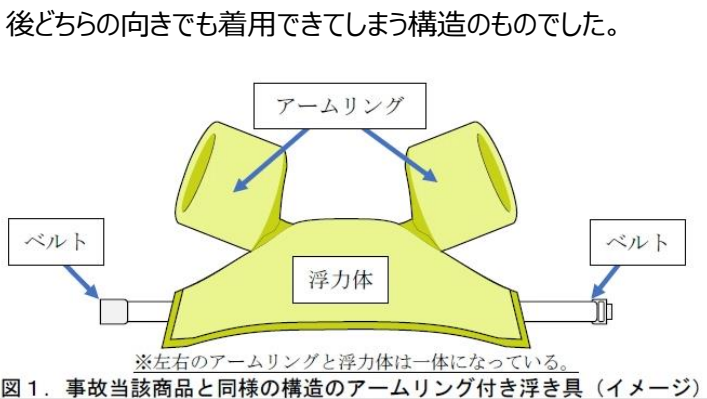 後どちらの向きでも着用できてしまう構造のものでした。
アームリング
ベルト
ベルト
浮力体
※左右のアームリングと浮力体は一体になっている。
図１．事故当該商品と同様の構造のアームリング付き浮き具（イメージ）